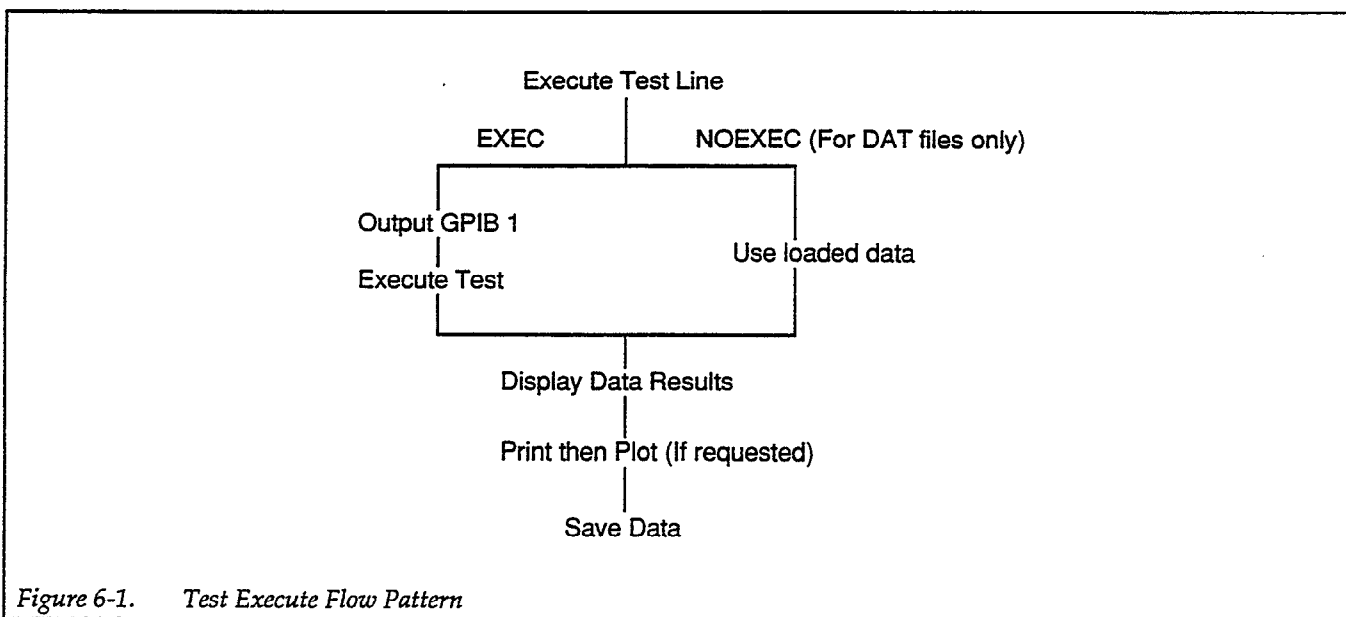 Execute Test Line
EXEC NOEXEC (For DAT files only)
Output GPIB 1
Use loaded data
Execute Test
Display Data Results
Print then Plot (If requested)
Save Data
Figure 6-1. Test Execute Flow Pattern